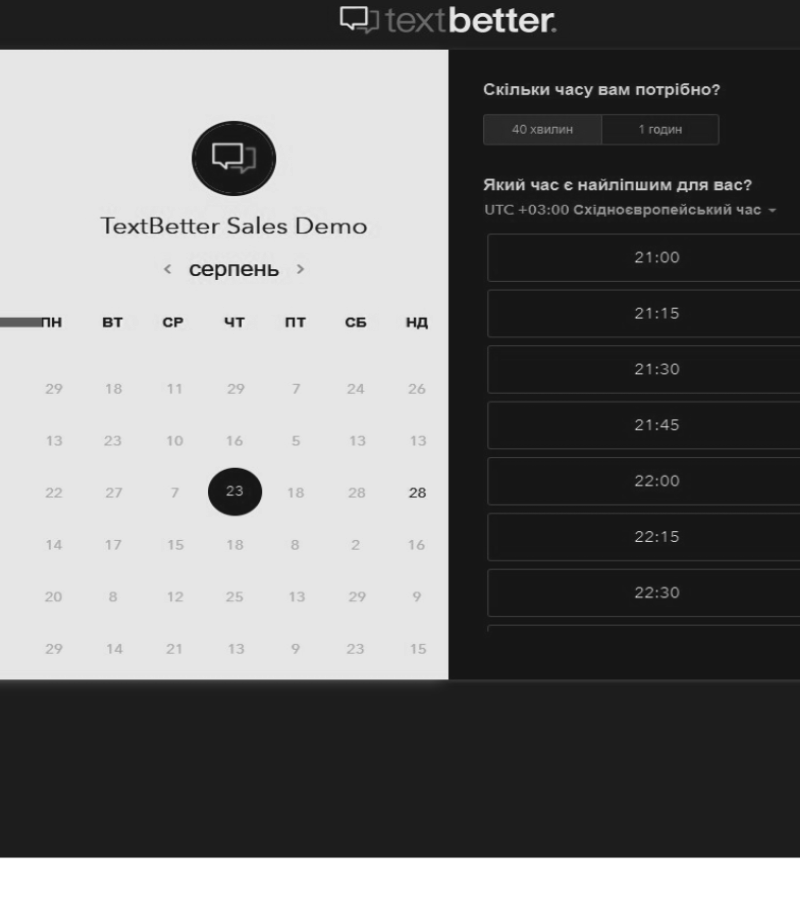 textbetter.
TextBetter Sales Demo
‹ серпень ›
ПН ВТ СР ЧТ ПТ СБ НД
29 18 11 29 7 24 26
13 23 10 16 5 13 13
22 27 7 23 18 28 28
14 17 15 18 8 2 16
20 8 12 25 13 29 9
29 14 21 13 9 23 15
Скільки часу вам потрібно?
40 хвилин 1 годин
Який час є найліпшим для вас?
UTC +03:00 Східноєвропейський час
21:00
21:15
21:30
21:45
22:00
22:15
22:30